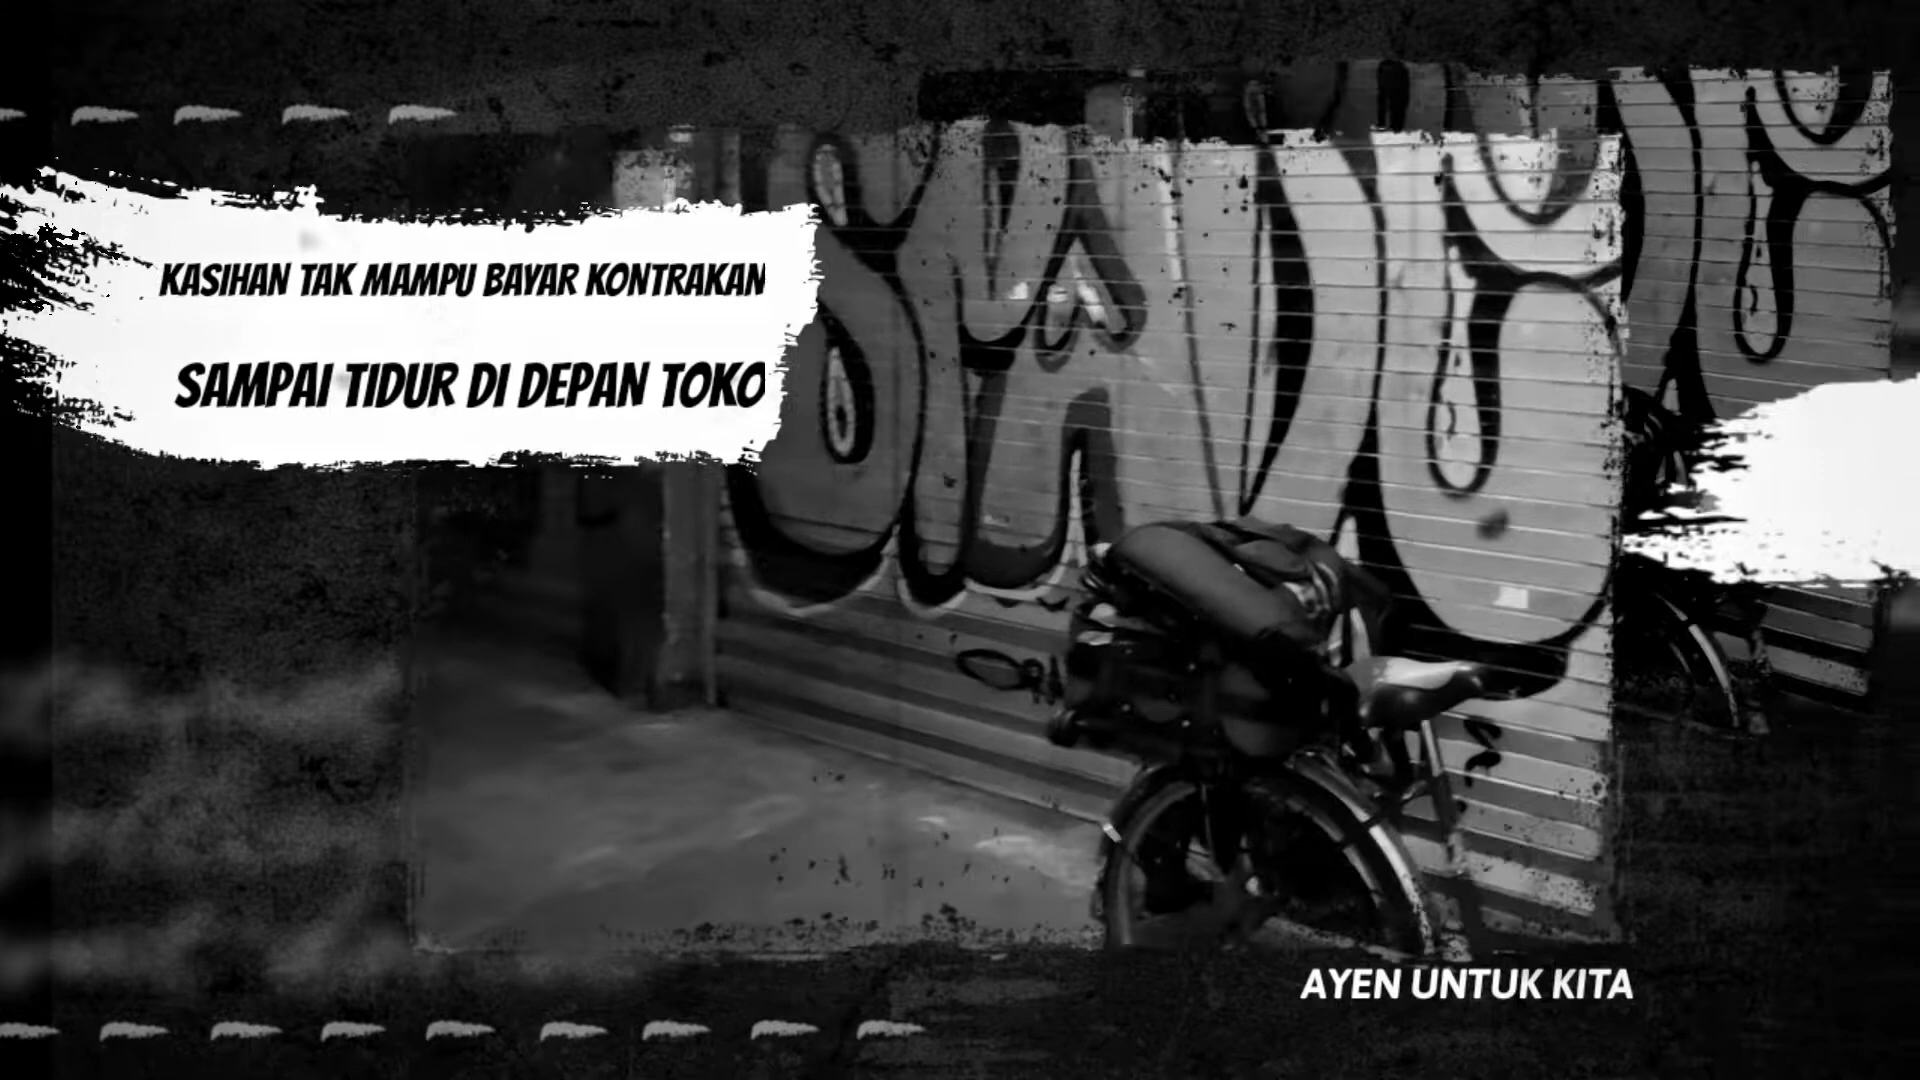 KASIHAN TAK MAMPU BAYAR KONTRAKAN
SAMPAI TIDUR DI DEPAN TOKO
AYEN UNTUK KITA